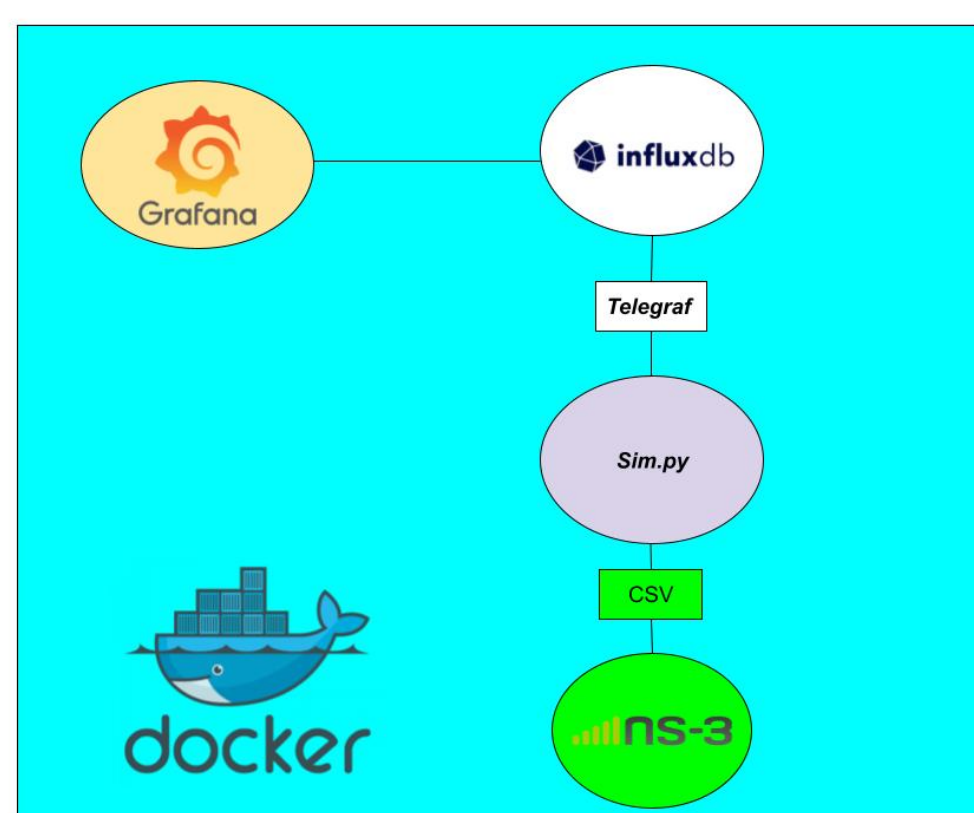 Grafana
influxdb
Telegraf
Sim.py
CSV
docker
ns-3